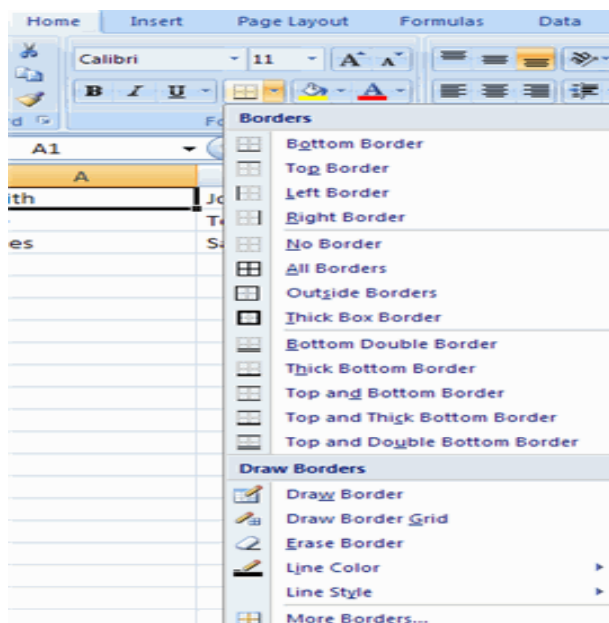 Home Insert Page Layout Formulas Data
Calibri 11 A A
B I U A
d
A1
A
ith
es
Borders
Bottom Border
Top Border
Left Border
Right Border
No Border
All Borders
Outside Borders
Thick Box Border
Bottom Double Border
Thick Bottom Border
Top and Bottom Border
Top and Thick Bottom Border
Top and Double Bottom Border
Draw Borders
Draw Border
Draw Border Grid
Erase Border
Line Color
Line Style
More Borders...